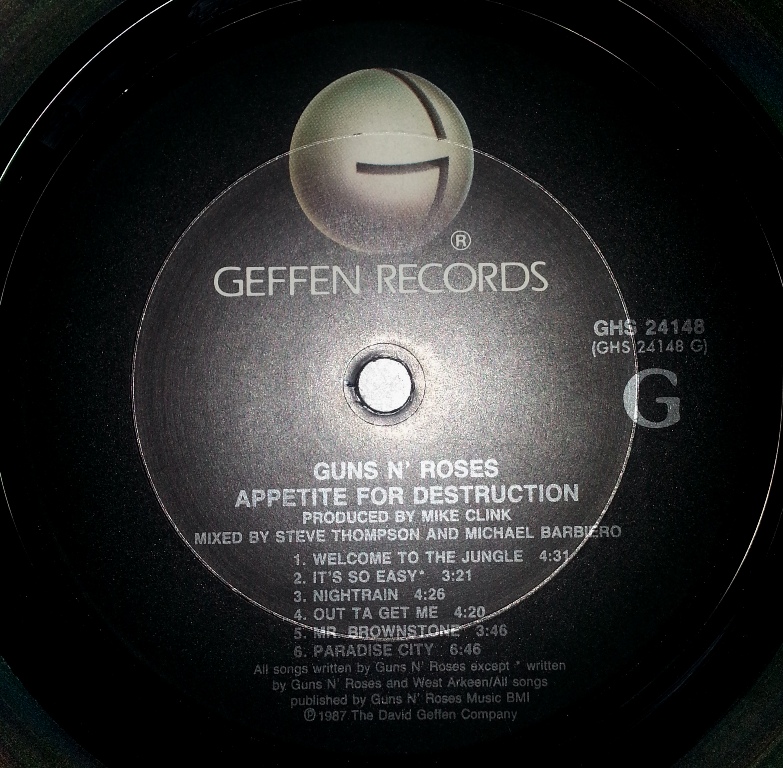 ®
GEFFEN RECORDS
GHS 24148
(GHS 24148 G)
G
GUNS N' ROSES
APPETITE FOR DESTRUCTION
PRODUCED BY MIKE CLINK
MIXED BY STEVE THOMPSON AND MICHAEL BARBIERO
1. WELCOME TO THE JUNGLE 4:31
2. IT'S SO EASY* 3:21
3. NIGHTRAIN 4:26
4. OUT TA GET ME 4:20
5. MR. BROWNSTONE 3:46
6. PARADISE CITY 6:46
All songs written by Guns N' Roses except * written
by Guns N' Roses and West Arkeen/All songs
published by Guns N' Roses Music BMI
℗1987 The David Geffen Company